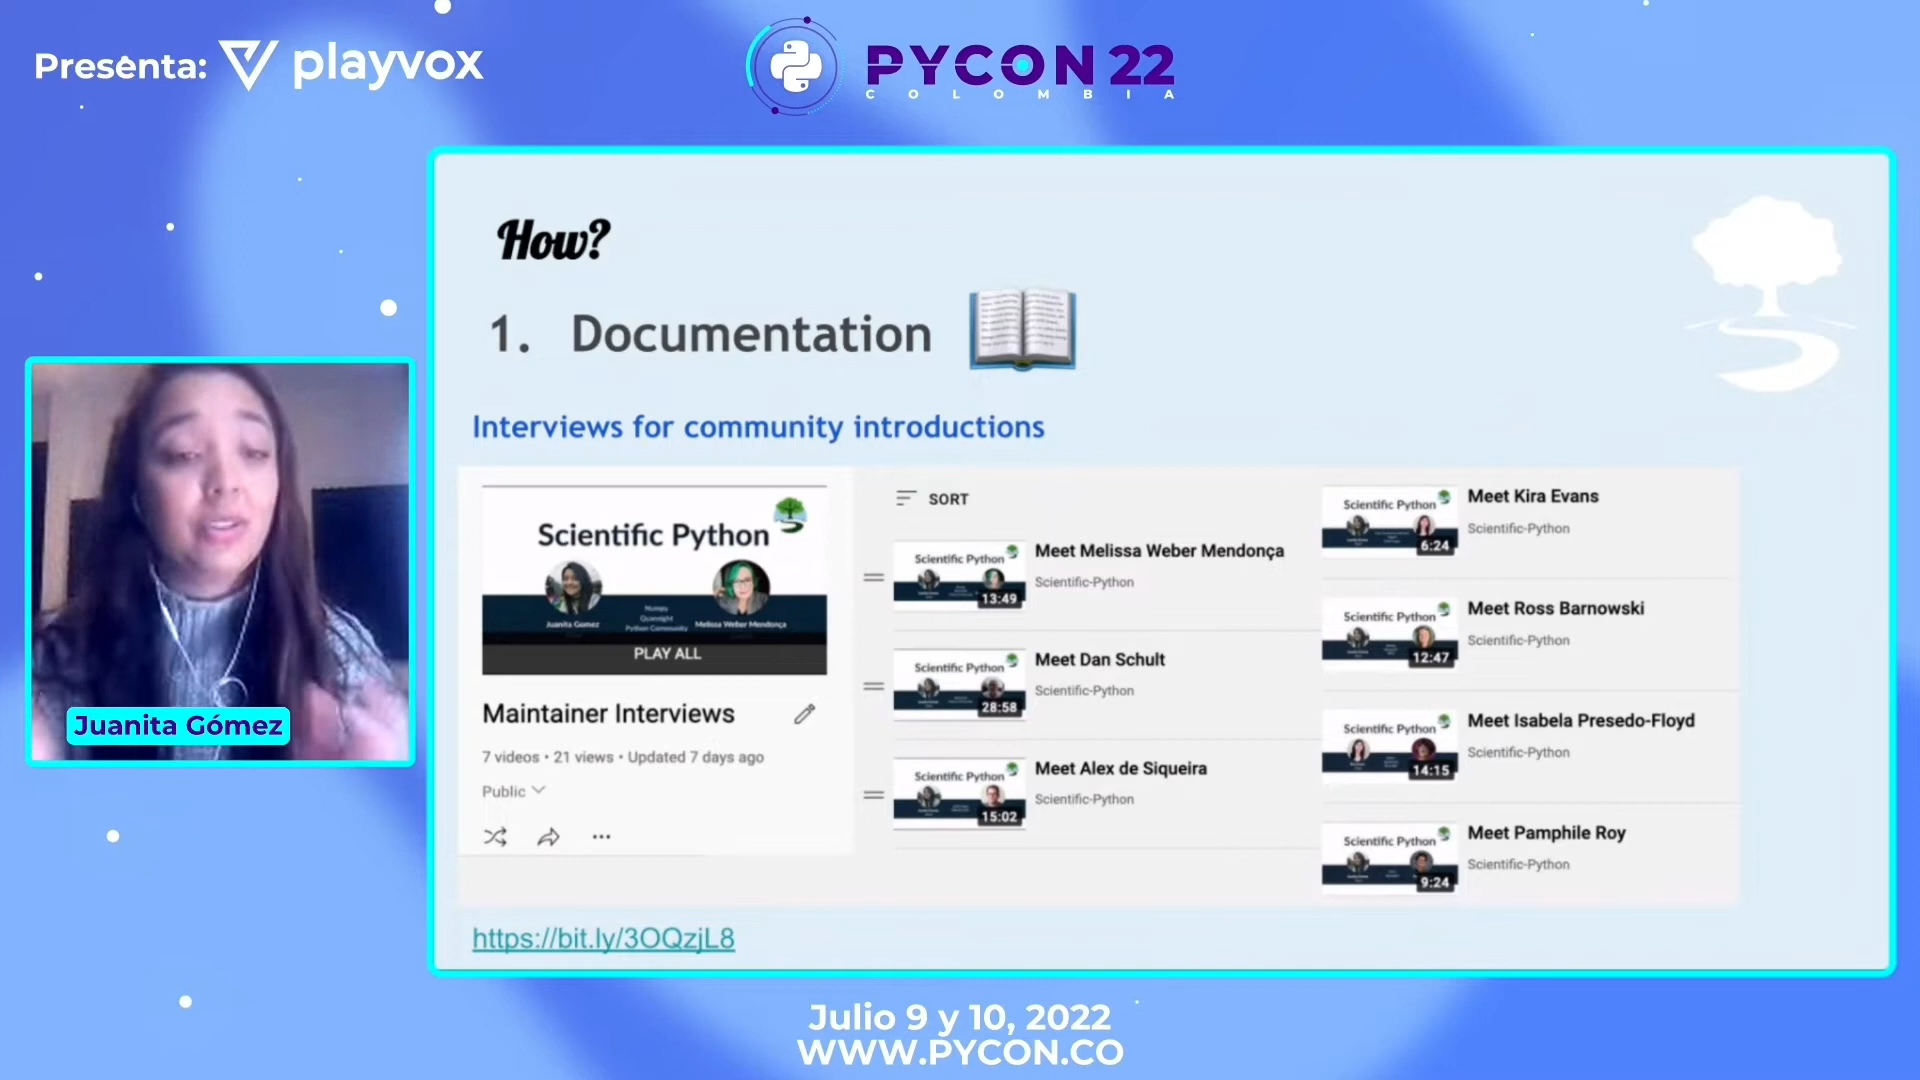 Presenta: playvox
PYCON 22
COLOMBIA
How?
1. Documentation
Interviews for community introductions
Scientific Python
Juanita Gomez
Numpy
Quansight
Python Community
Melissa Weber Mendonça
PLAY ALL
Maintainer Interviews
7 videos • 21 views • Updated 7 days ago
Public
SORT
Scientific Python
13:49
Meet Melissa Weber Mendonça
Scientific-Python
Scientific Python
28:58
Meet Dan Schult
Scientific-Python
Scientific Python
15:02
Meet Alex de Siqueira
Scientific-Python
Scientific Python
6:24
Meet Kira Evans
Scientific-Python
Scientific Python
12:47
Meet Ross Barnowski
Scientific-Python
Scientific Python
14:15
Meet Isabela Presedo-Floyd
Scientific-Python
Scientific Python
9:24
Meet Pamphile Roy
Scientific-Python
https://bit.ly/3OQzjL8
Juanita Gómez
Julio 9 y 10, 2022
WWW.PYCON.CO